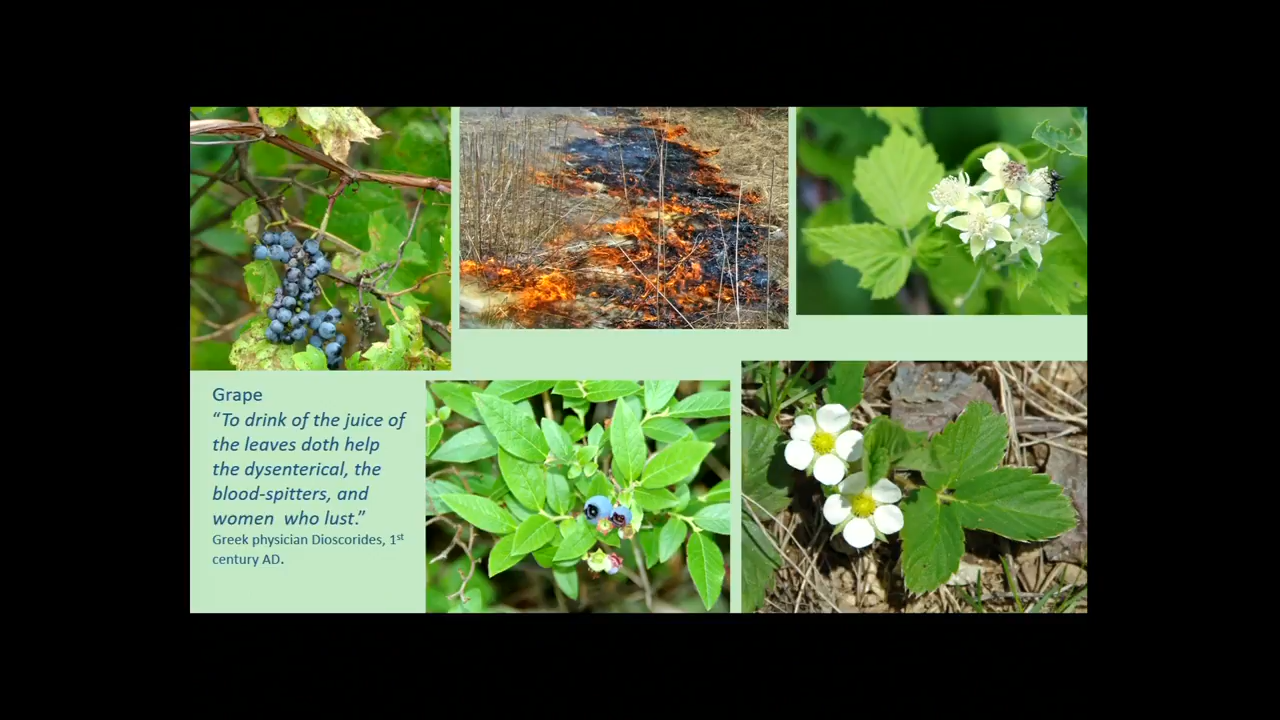 Grape
“To drink of the juice of
the leaves doth help
the dysenterical, the
blood-spitters, and
women  who lust.”
Greek physician Dioscorides, 1st
century AD.